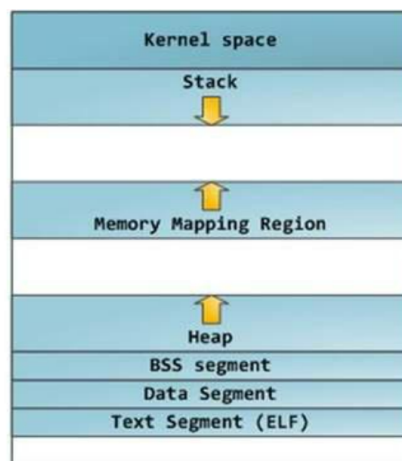 Kernel space
Stack
Memory Mapping Region
Heap
BSS segment
Data Segment
Text Segment (ELF)